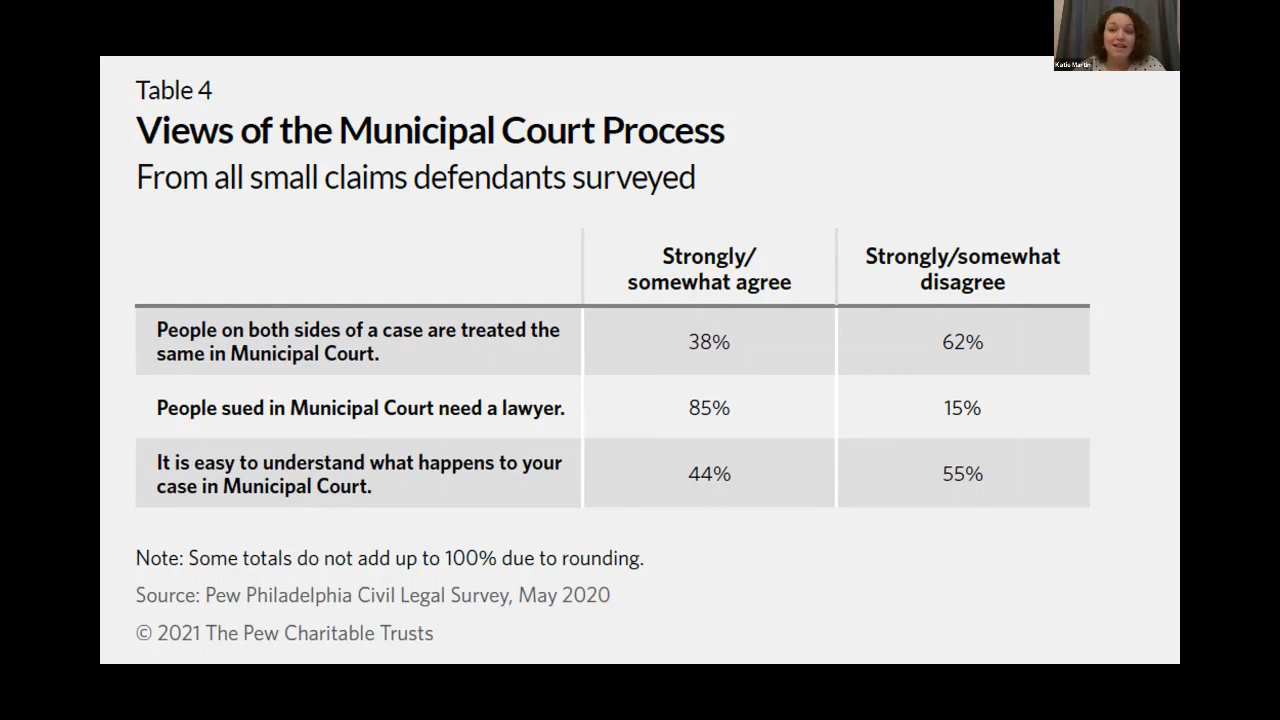 Katie Martin
Table 4
Views of the Municipal Court Process
From all small claims defendants surveyed
Strongly/
somewhat agree
Strongly/somewhat
disagree
People on both sides of a case are treated the
same in Municipal Court.
38%
62%
People sued in Municipal Court need a lawyer.
85%
15%
It is easy to understand what happens to your
case in Municipal Court.
44%
55%
Note: Some totals do not add up to 100% due to rounding.
Source: Pew Philadelphia Civil Legal Survey, May 2020
© 2021 The Pew Charitable Trusts